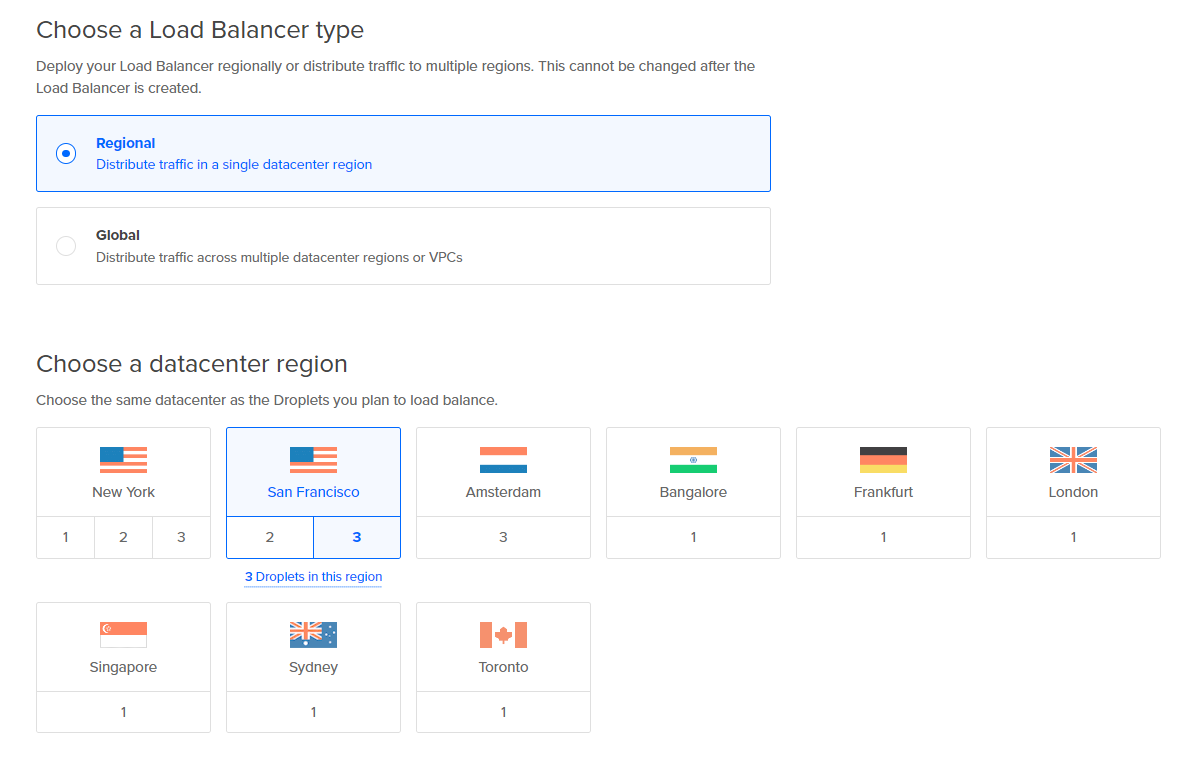 Choose a Load Balancer type
Deploy your Load Balancer regionally or distribute traffic to multiple regions. This cannot be changed after the
Load Balancer is created.
Regional
Distribute traffic in a single datacenter region
Global
Distribute traffic across multiple datacenter regions or VPCs
Choose a datacenter region
Choose the same datacenter as the Droplets you plan to load balance.
New York
1 2 3
San Francisco
2 3
3 Droplets in this region
Amsterdam
3
Bangalore
1
Frankfurt
1
London
1
Singapore
1
Sydney
1
Toronto
1